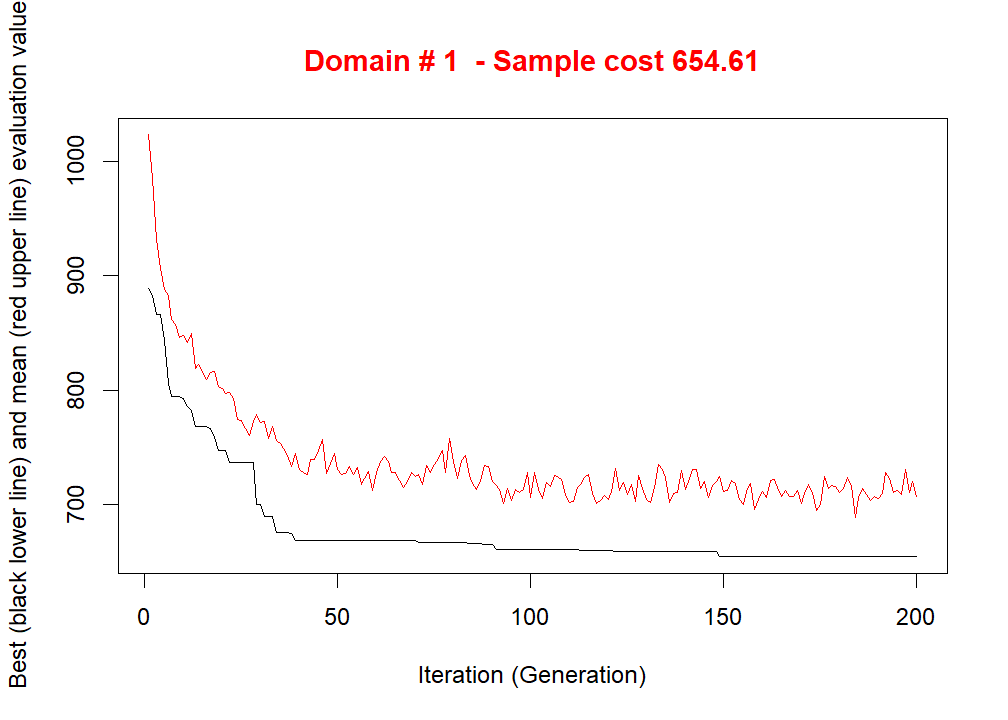 Domain # 1  - Sample cost 654.61
Best (black lower line) and mean (red upper line) evaluation value
1000
900
800
700
0 50 100 150 200
Iteration (Generation)